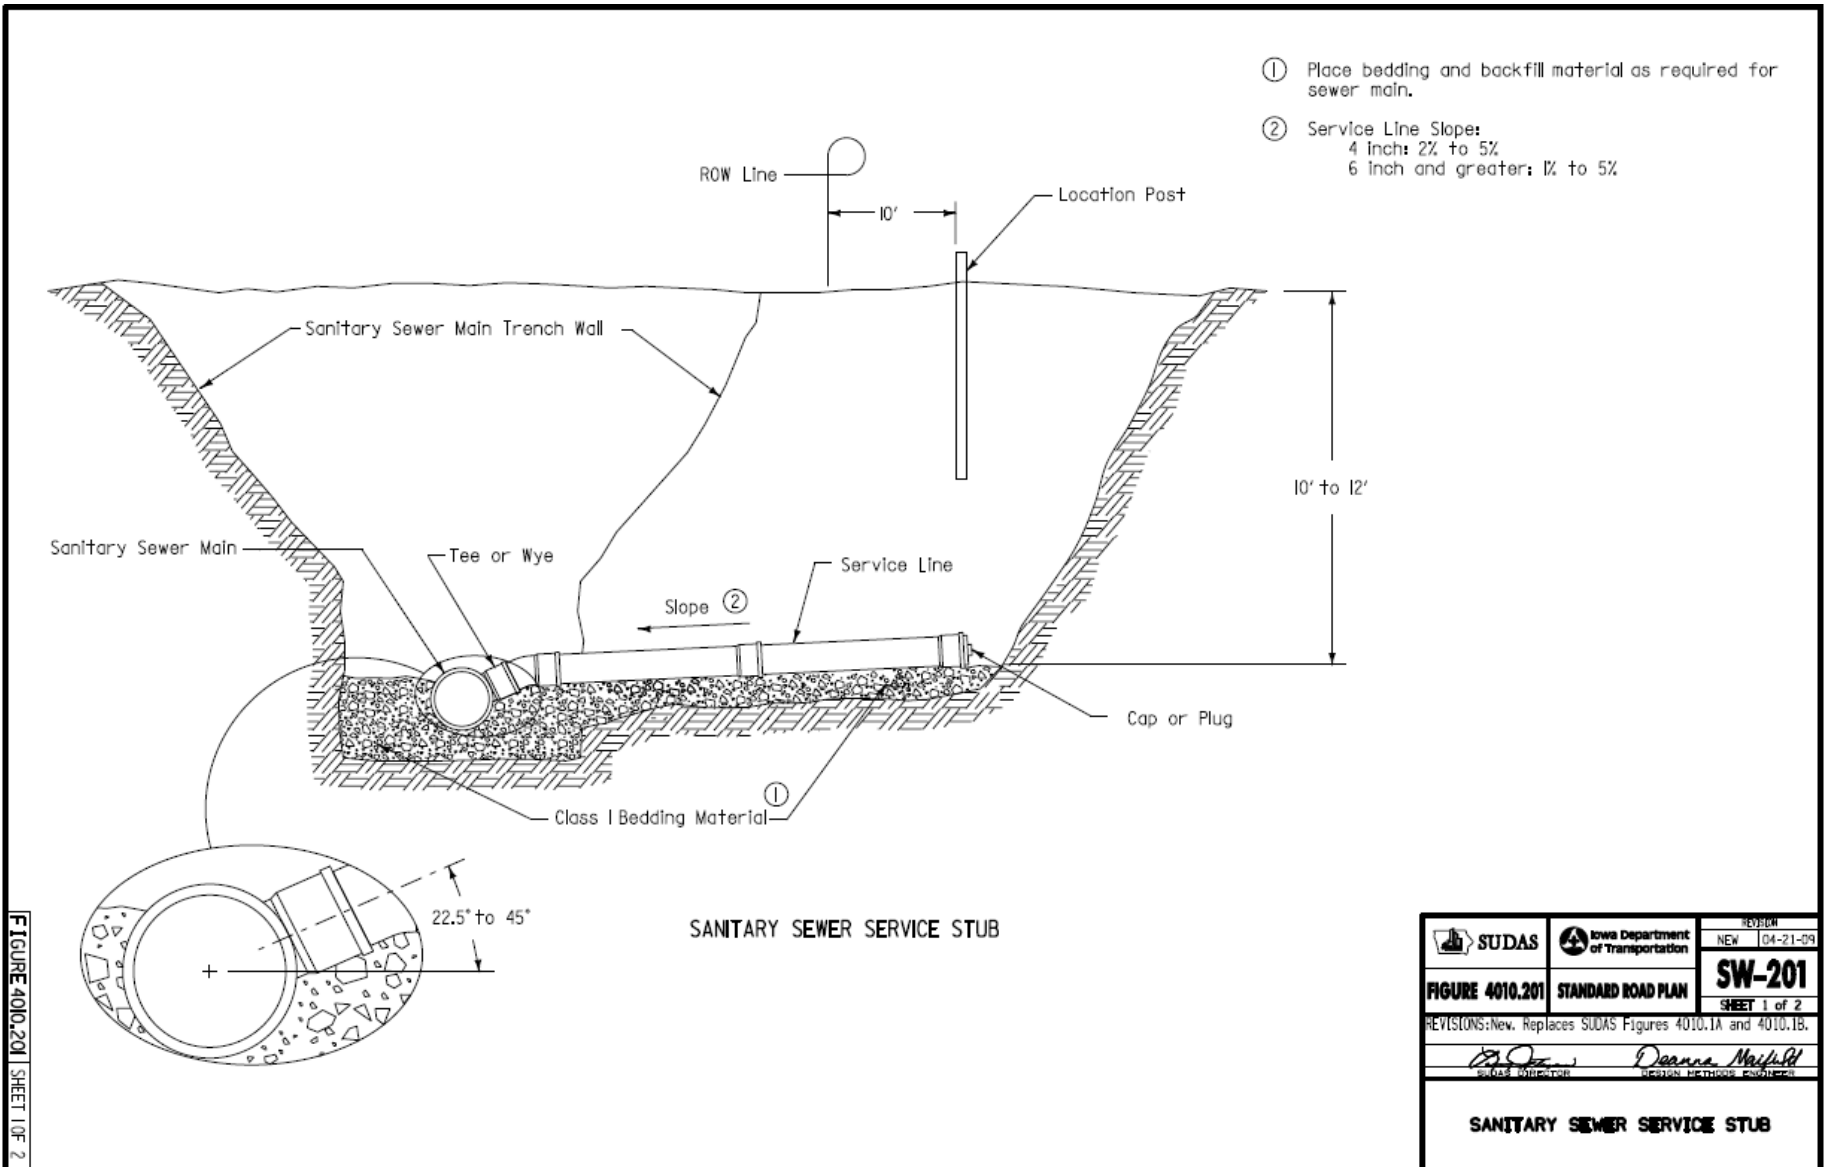 ① Place bedding and backfill material as required for
sewer main.
② Service Line Slope:
4 inch: 2% to 5%
6 inch and greater: 1% to 5%
ROW Line
10'
Location Post
Sanitary Sewer Main Trench Wall
10' to 12'
Sanitary Sewer Main
Tee or Wye
Service Line
Slope ②
Cap or Plug
Class I Bedding Material ①
22.5° to 45°
SANITARY SEWER SERVICE STUB
FIGURE 4010.201 SHEET 1 OF 2
SUDAS
Iowa Department
of Transportation
REVISION
NEW 04-21-09
FIGURE 4010.201
STANDARD ROAD PLAN
SW-201
SHEET 1 of 2
REVISIONS: New. Replaces SUDAS Figures 4010.1A and 4010.1B.
Deanna Maifield
SUDAS DIRECTOR
DESIGN METHODS ENGINEER
SANITARY SEWER SERVICE STUB